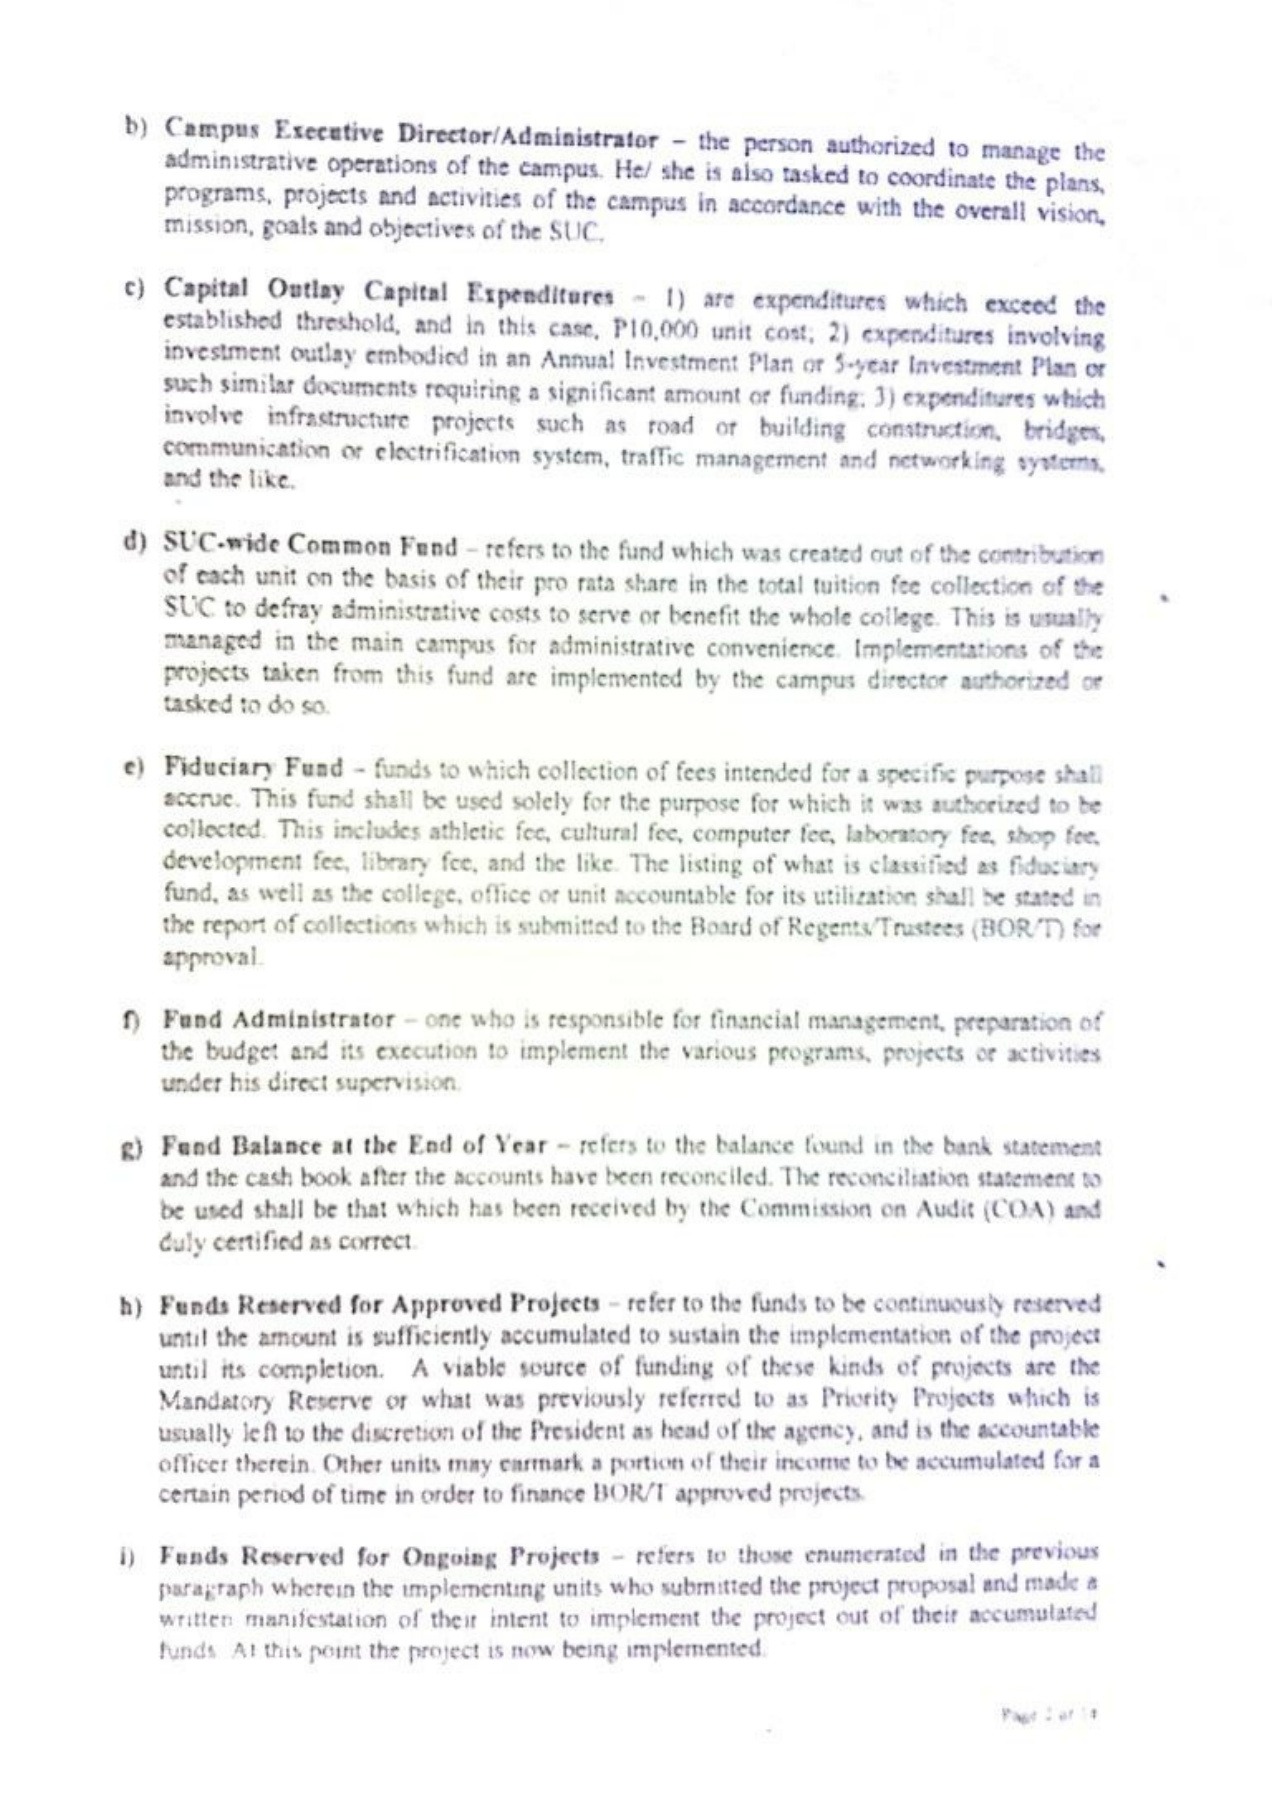 b) Campus Executive Director/Administrator – the person authorized to manage the
administrative operations of the campus. He/ she is also tasked to coordinate the plans,
programs, projects and activities of the campus in accordance with the overall vision,
mission, goals and objectives of the SUC.
c) Capital Outlay Capital Expenditures – 1) are expenditures which exceed the
established threshold, and in this case, P10,000 unit cost; 2) expenditures involving
investment outlay embodied in an Annual Investment Plan or 5-year Investment Plan or
such similar documents requiring a significant amount or funding; 3) expenditures which
involve infrastructure projects such as road or building construction, bridges,
communication or electrification system, traffic management and networking systems,
and the like.
d) SUC-wide Common Fund – refers to the fund which was created out of the contribution
of each unit on the basis of their pro rata share in the total tuition fee collection of the
SUC to defray administrative costs to serve or benefit the whole college. This is usually
managed in the main campus for administrative convenience. Implementations of the
projects taken from this fund are implemented by the campus director authorized or
tasked to do so.
e) Fiduciary Fund – funds to which collection of fees intended for a specific purpose shall
accrue. This fund shall be used solely for the purpose for which it was authorized to be
collected. This includes athletic fee, cultural fee, computer fee, laboratory fee, shop fee,
development fee, library fee, and the like. The listing of what is classified as fiduciary
fund, as well as the college, office or unit accountable for its utilization shall be stated in
the report of collections which is submitted to the Board of Regents/Trustees (BOR/T) for
approval.
f) Fund Administrator – one who is responsible for financial management, preparation of
the budget and its execution to implement the various programs, projects or activities
under his direct supervision.
g) Fund Balance at the End of Year – refers to the balance found in the bank statement
and the cash book after the accounts have been reconciled. The reconciliation statement to
be used shall be that which has been received by the Commission on Audit (COA) and
duly certified as correct.
h) Funds Reserved for Approved Projects – refer to the funds to be continuously reserved
until the amount is sufficiently accumulated to sustain the implementation of the project
until its completion. A viable source of funding of these kinds of projects are the
Mandatory Reserve or what was previously referred to as Priority Projects which is
usually left to the discretion of the President as head of the agency, and is the accountable
officer therein. Other units may earmark a portion of their income to be accumulated for a
certain period of time in order to finance BOR/T approved projects.
i) Funds Reserved for Ongoing Projects – refers to those enumerated in the previous
paragraph wherein the implementing units who submitted the project proposal and made a
written manifestation of their intent to implement the project out of their accumulated
funds. At this point the project is now being implemented.
Page 2 of